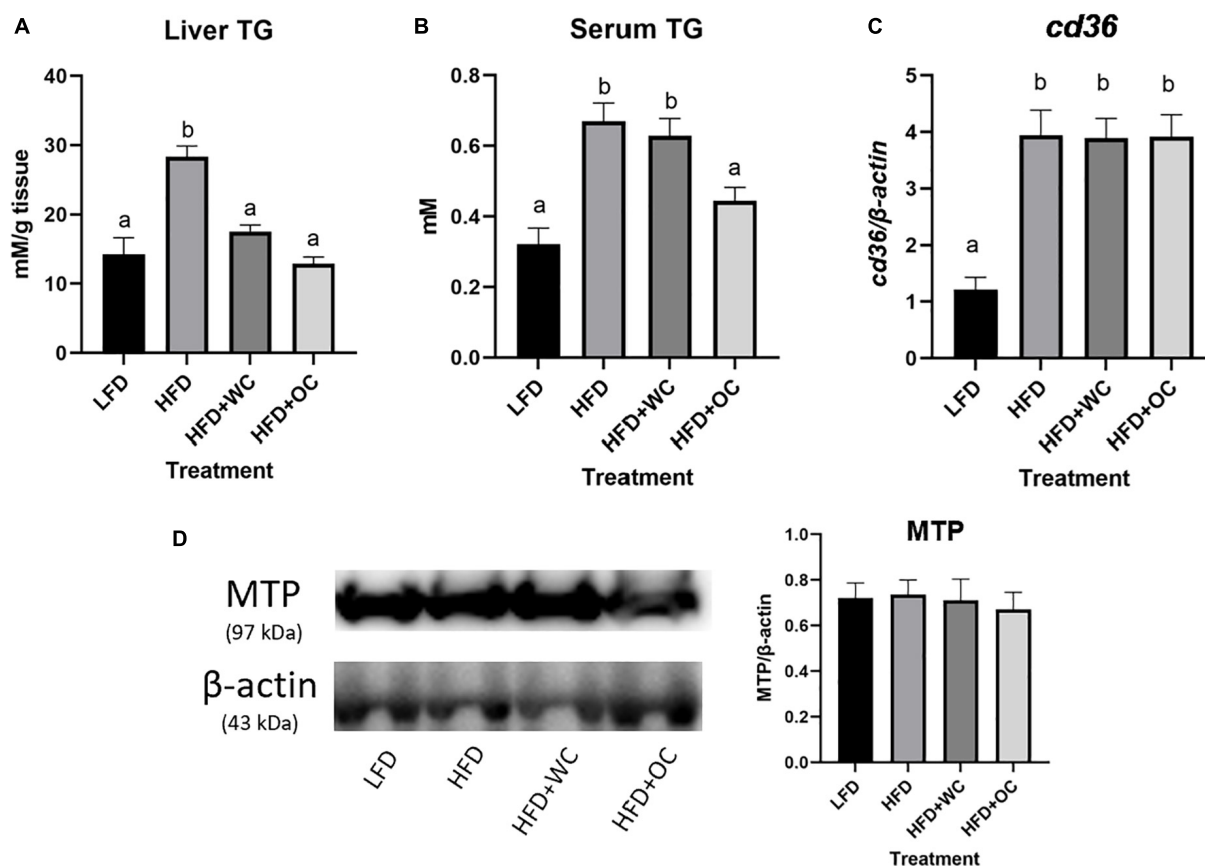 A
Liver TG
mM/g tissue
40
30
20
10
0
a
b
a
a
LFD
HFD
HFD+WC
HFD+OC
Treatment
B
Serum TG
mM
0.8
0.6
0.4
0.2
0.0
a
b
b
a
LFD
HFD
HFD+WC
HFD+OC
Treatment
C
cd36
cd36/β-actin
5
4
3
2
1
0
a
b
b
b
LFD
HFD
HFD+WC
HFD+OC
Treatment
D
MTP
(97 kDa)
β-actin
(43 kDa)
LFD
HFD
HFD+WC
HFD+OC
MTP
MTP/β-actin
1.0
0.8
0.6
0.4
0.2
0.0
LFD
HFD
HFD+WC
HFD+OC
Treatment